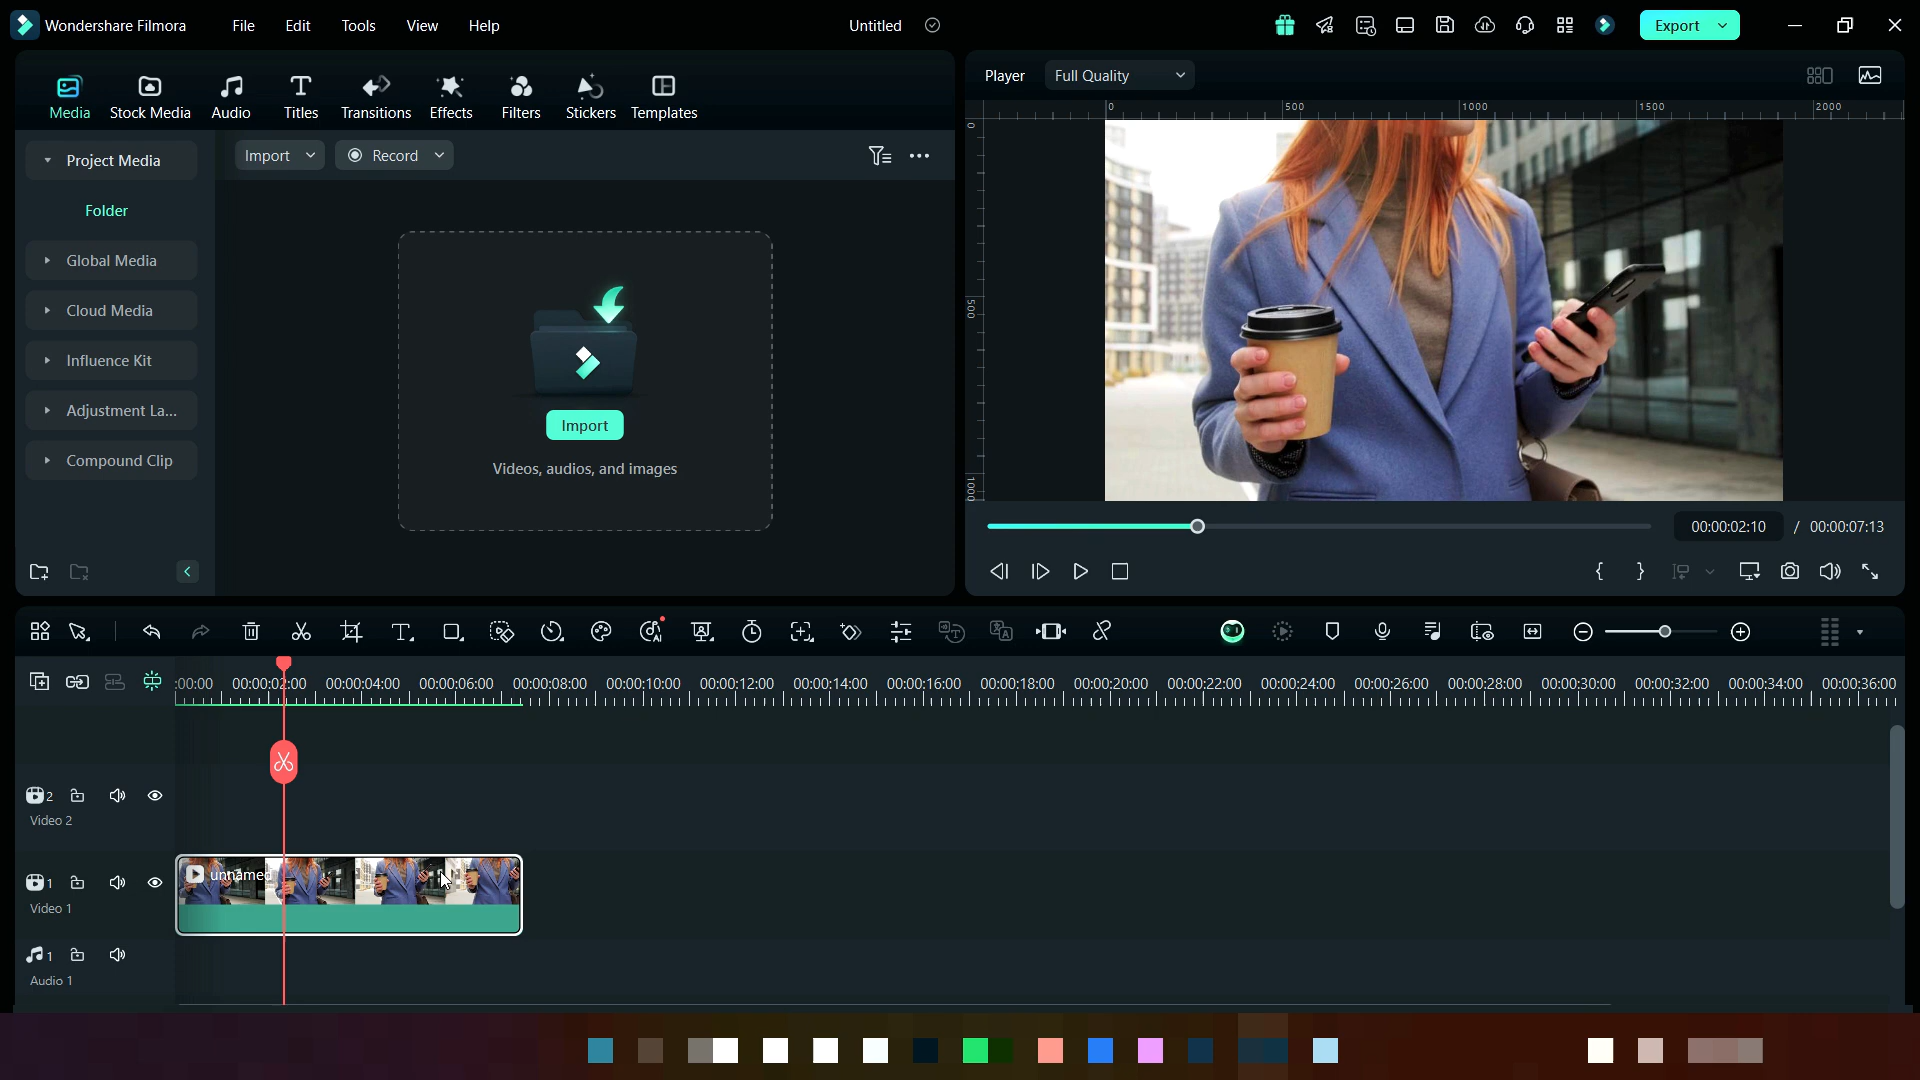 Wondershare Filmora File Edit Tools View Help Untitled Export
Media Stock Media Audio Titles Transitions Effects Filters Stickers Templates
Player Full Quality
0 500 1000 1500 2000
0
500
1000
Project Media
Folder
Global Media
Cloud Media
Influence Kit
Adjustment La...
Compound Clip
Import Record
Import
Videos, audios, and images
00:00:02:10 / 00:00:07:13
:00:00 00:00:02:00 00:00:04:00 00:00:06:00 00:00:08:00 00:00:10:00 00:00:12:00 00:00:14:00 00:00:16:00 00:00:18:00 00:00:20:00 00:00:22:00 00:00:24:00 00:00:26:00 00:00:28:00 00:00:30:00 00:00:32:00 00:00:34:00 00:00:36:00
2
Video 2
1
Video 1
unnamed
1
Audio 1